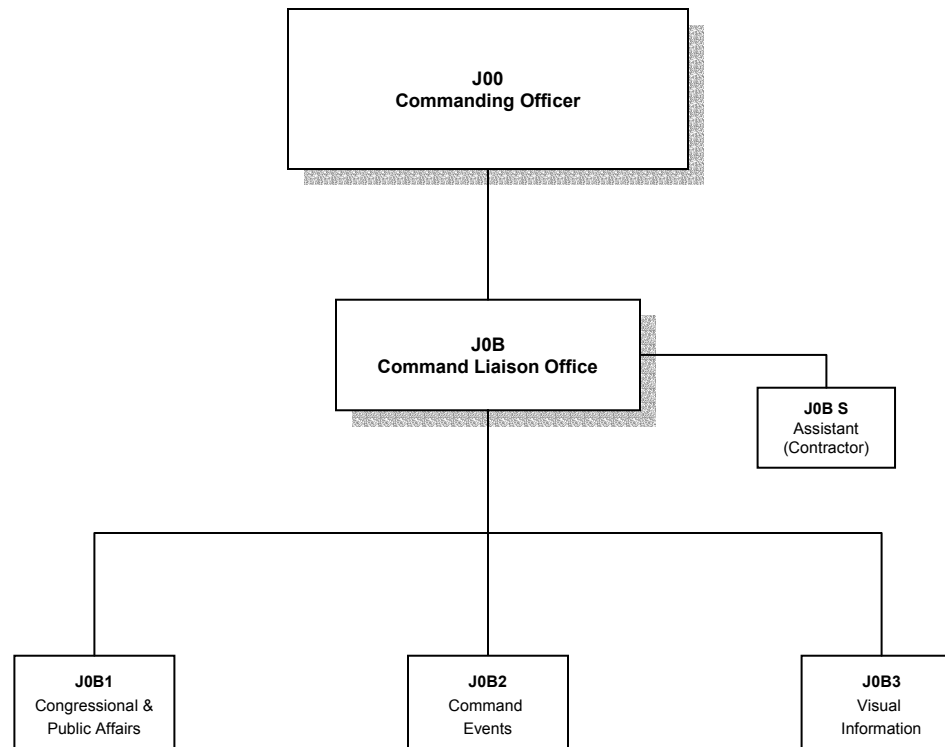 J00
Commanding Officer
J0B
Command Liaison Office
J0B S
Assistant
(Contractor)
J0B1
Congressional &
Public Affairs
J0B2
Command
Events
J0B3
Visual
Information